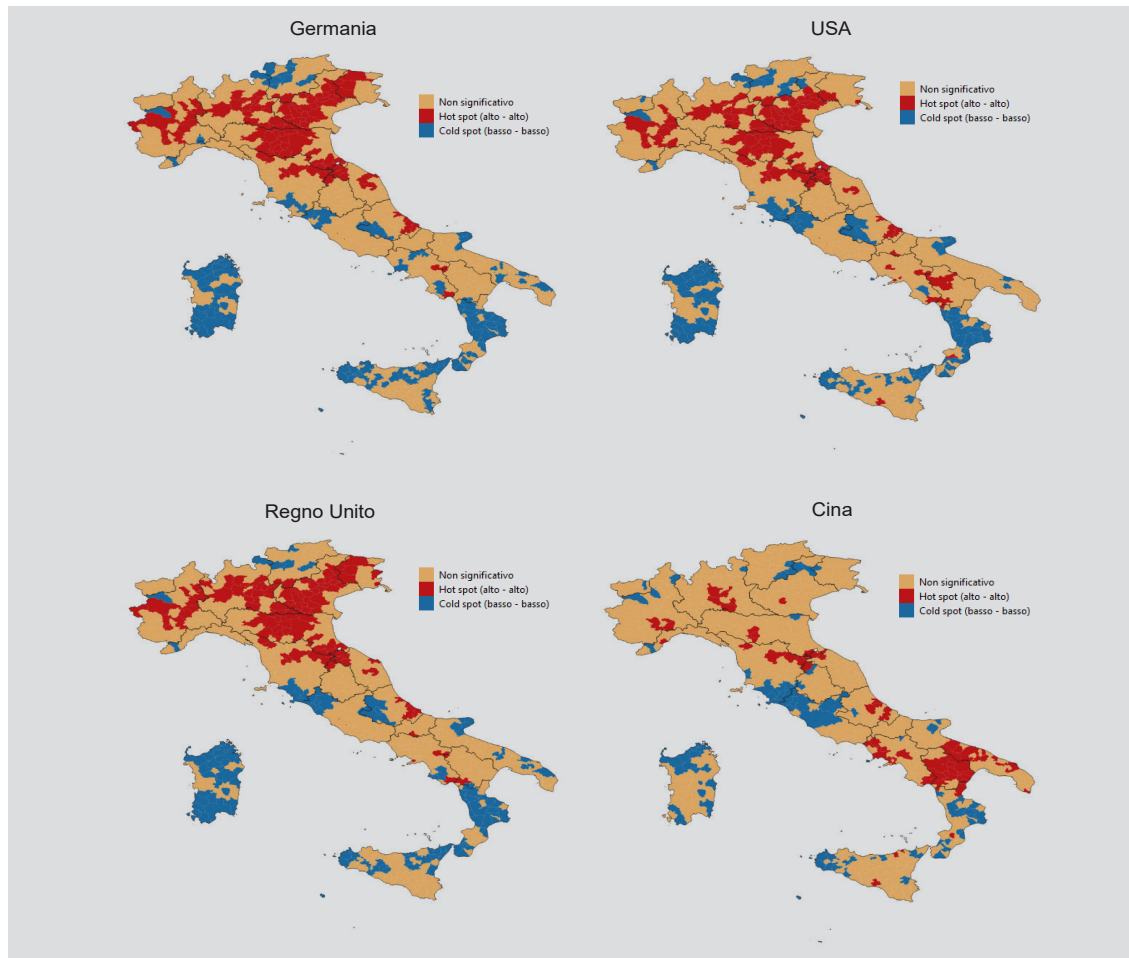 Germania
Non significativo
Hot spot (alto - alto)
Cold spot (basso - basso)
USA
Non significativo
Hot spot (alto - alto)
Cold spot (basso - basso)
Regno Unito
Non significativo
Hot spot (alto - alto)
Cold spot (basso - basso)
Cina
Non significativo
Hot spot (alto - alto)
Cold spot (basso - basso)